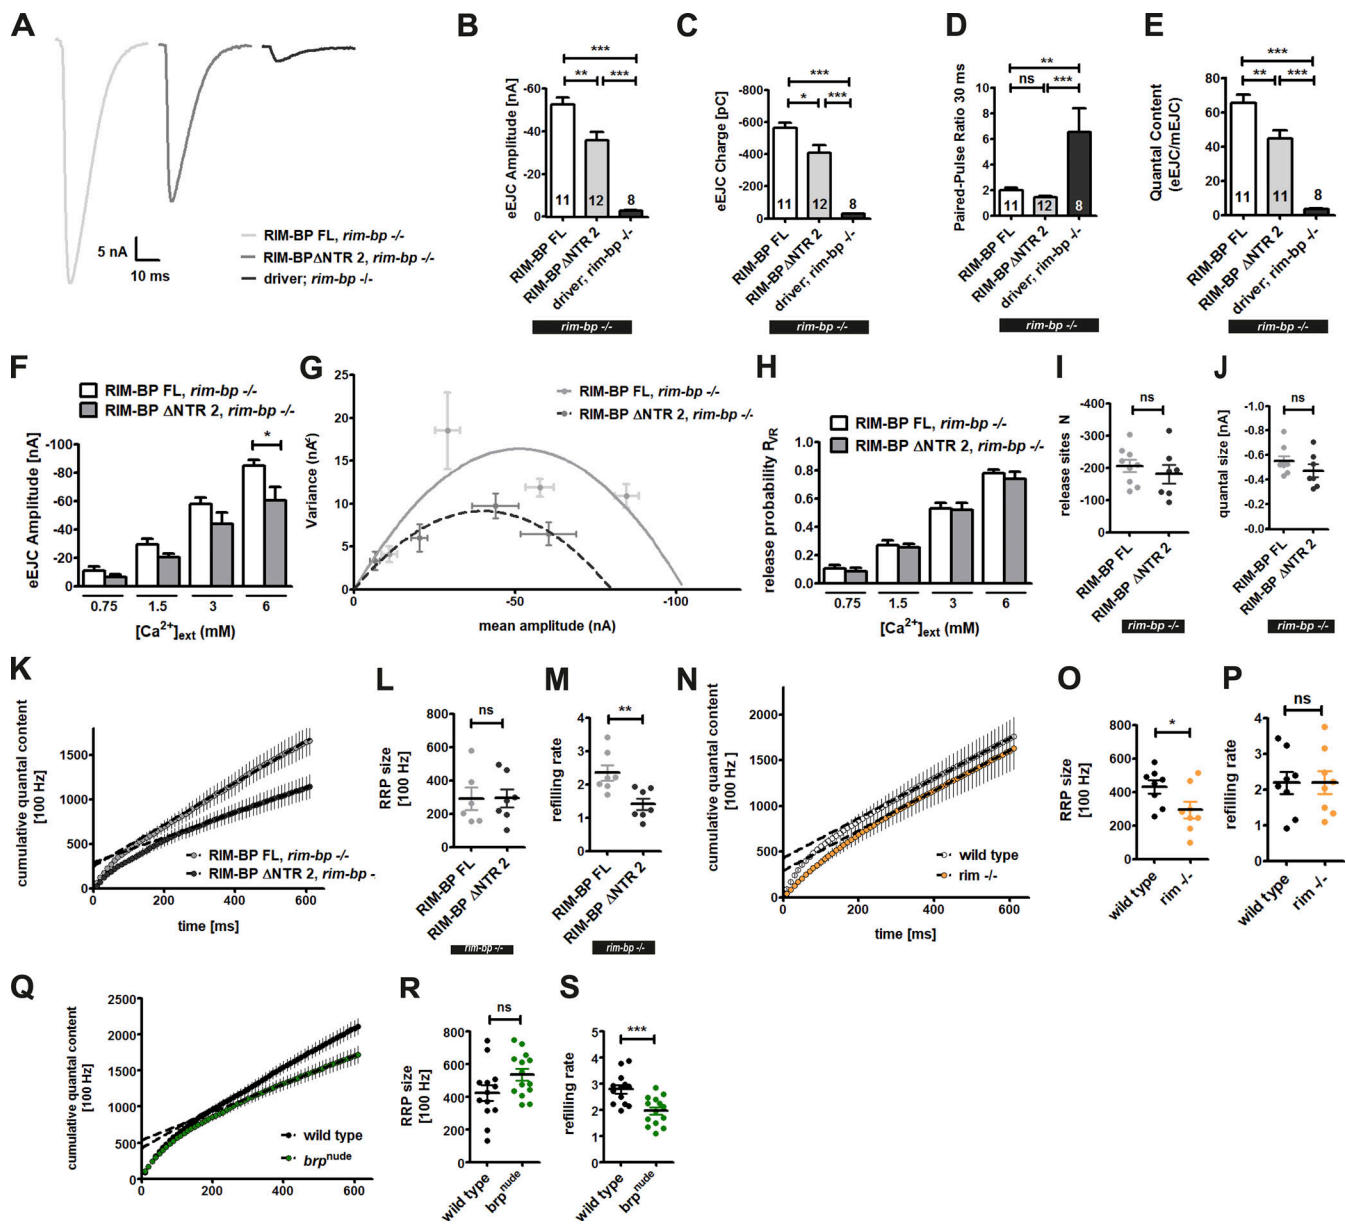 A
5 nA
10 ms
RIM-BP FL, rim-bp -/-
RIM-BPΔNTR 2, rim-bp -/-
driver; rim-bp -/-
B
eEJC Amplitude [nA]
-60
-40
-20
0
***
** ***
11 12 8
RIM-BP FL
RIM-BP ΔNTR 2
driver; rim-bp -/-
rim-bp -/-
C
eEJC Charge [pC]
-800
-600
-400
-200
0
***
* ***
11 12 8
RIM-BP FL
RIM-BP ΔNTR 2
driver; rim-bp -/-
rim-bp -/-
D
Paired-Pulse Ratio 30 ms
10
8
6
4
2
0
**
ns ***
11 12 8
RIM-BP FL
RIM-BP ΔNTR 2
driver; rim-bp -/-
rim-bp -/-
E
Quantal Content
(eEJC/mEJC)
80
60
40
20
0
***
** ***
11 11 8
RIM-BP FL
RIM-BP ΔNTR 2
driver; rim-bp -/-
rim-bp -/-
F
RIM-BP FL, rim-bp -/-
RIM-BP ΔNTR 2, rim-bp -/-
eEJC Amplitude [nA]
-100
-80
-60
-40
-20
0
*
0.75 1.5 3 6
[Ca²⁺]ext (mM)
G
RIM-BP FL, rim-bp -/-
RIM-BP ΔNTR 2, rim-bp -/-
Variance (nA²)
25
20
15
10
5
0
0 -50 -100
mean amplitude (nA)
H
RIM-BP FL, rim-bp -/-
RIM-BP ΔNTR 2, rim-bp -/-
release probability PVR
1.0
0.8
0.6
0.4
0.2
0.0
0.75 1.5 3 6
[Ca²⁺]ext (mM)
I
release sites N
-400
-300
-200
-100
0
ns
RIM-BP FL
RIM-BP ΔNTR 2
rim-bp -/-
J
quantal size [nA]
-1.0
-0.8
-0.6
-0.4
-0.2
-0.0
ns
RIM-BP FL
RIM-BP ΔNTR 2
rim-bp -/-
K
cumulative quantal content
[100 Hz]
1500
1000
500
0
RIM-BP FL, rim-bp -/-
RIM-BP ΔNTR 2, rim-bp -
0 200 400 600
time [ms]
L
RRP size
[100 Hz]
800
600
400
200
0
ns
RIM-BP FL
RIM-BP ΔNTR 2
rim-bp -/-
M
refilling rate
4
3
2
1
0
**
RIM-BP FL
RIM-BP ΔNTR 2
rim-bp -/-
N
cumulative quantal content
[100 Hz ]
2000
1500
1000
500
0
wild type
rim -/-
0 200 400 600
time [ms]
O
RRP size
[100 Hz]
800
600
400
200
0
*
wild type
rim -/-
P
refilling rate
4
3
2
1
0
ns
wild type
rim -/-
Q
cumulative quantal content
[100 Hz]
2500
2000
1500
1000
500
0
wild type
brpnude
0 200 400 600
time [ms]
R
RRP size
[100 Hz]
800
600
400
200
0
ns
wild type
brpnude
S
refilling rate
5
4
3
2
1
0
***
wild type
brpnude